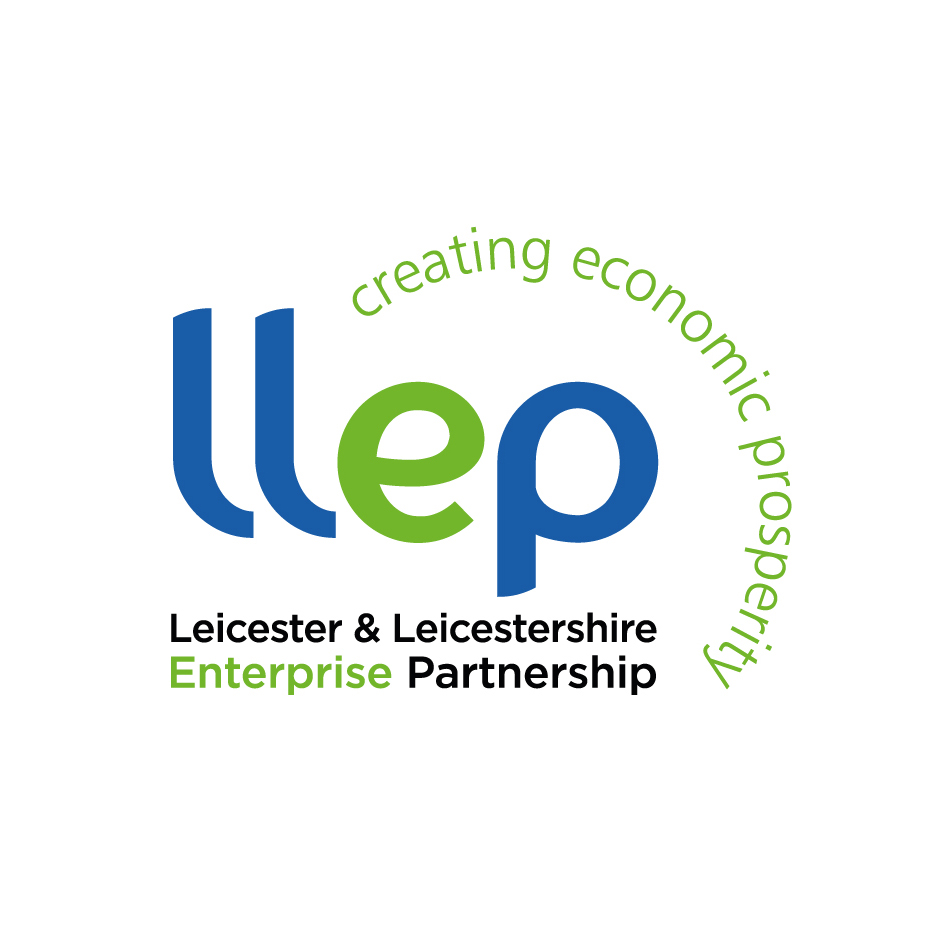 creating economic prosperity
llep
Leicester & Leicestershire
Enterprise Partnership